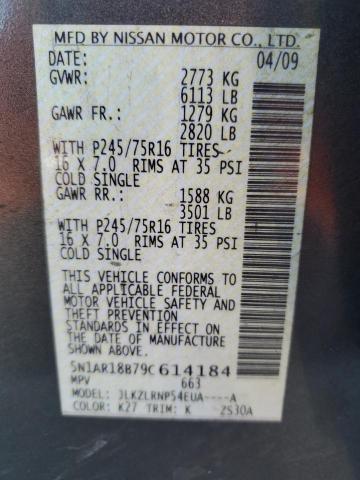 MFD BY NISSAN MOTOR CO., LTD.
DATE: 04/09
GVWR: 2773 KG
6113 LB
GAWR FR.: 1279 KG
2820 LB
WITH P245/75R16 TIRES
16 X 7.0 RIMS AT 35 PSI
COLD SINGLE
GAWR RR.: 1588 KG
3501 LB
WITH P245/75R16 TIRES
16 X 7.0 RIMS AT 35 PSI
COLD SINGLE
THIS VEHICLE CONFORMS TO
ALL APPLICABLE FEDERAL
MOTOR VEHICLE SAFETY AND
THEFT PREVENTION
STANDARDS IN EFFECT ON
THE DATE OF MANUFACTURE
SHOWN ABOVE.
5N1AR18B79C614184
MPV 663
JLKZLRNP54EUA----A
COLOR: K27 TRIM: K 2S30A